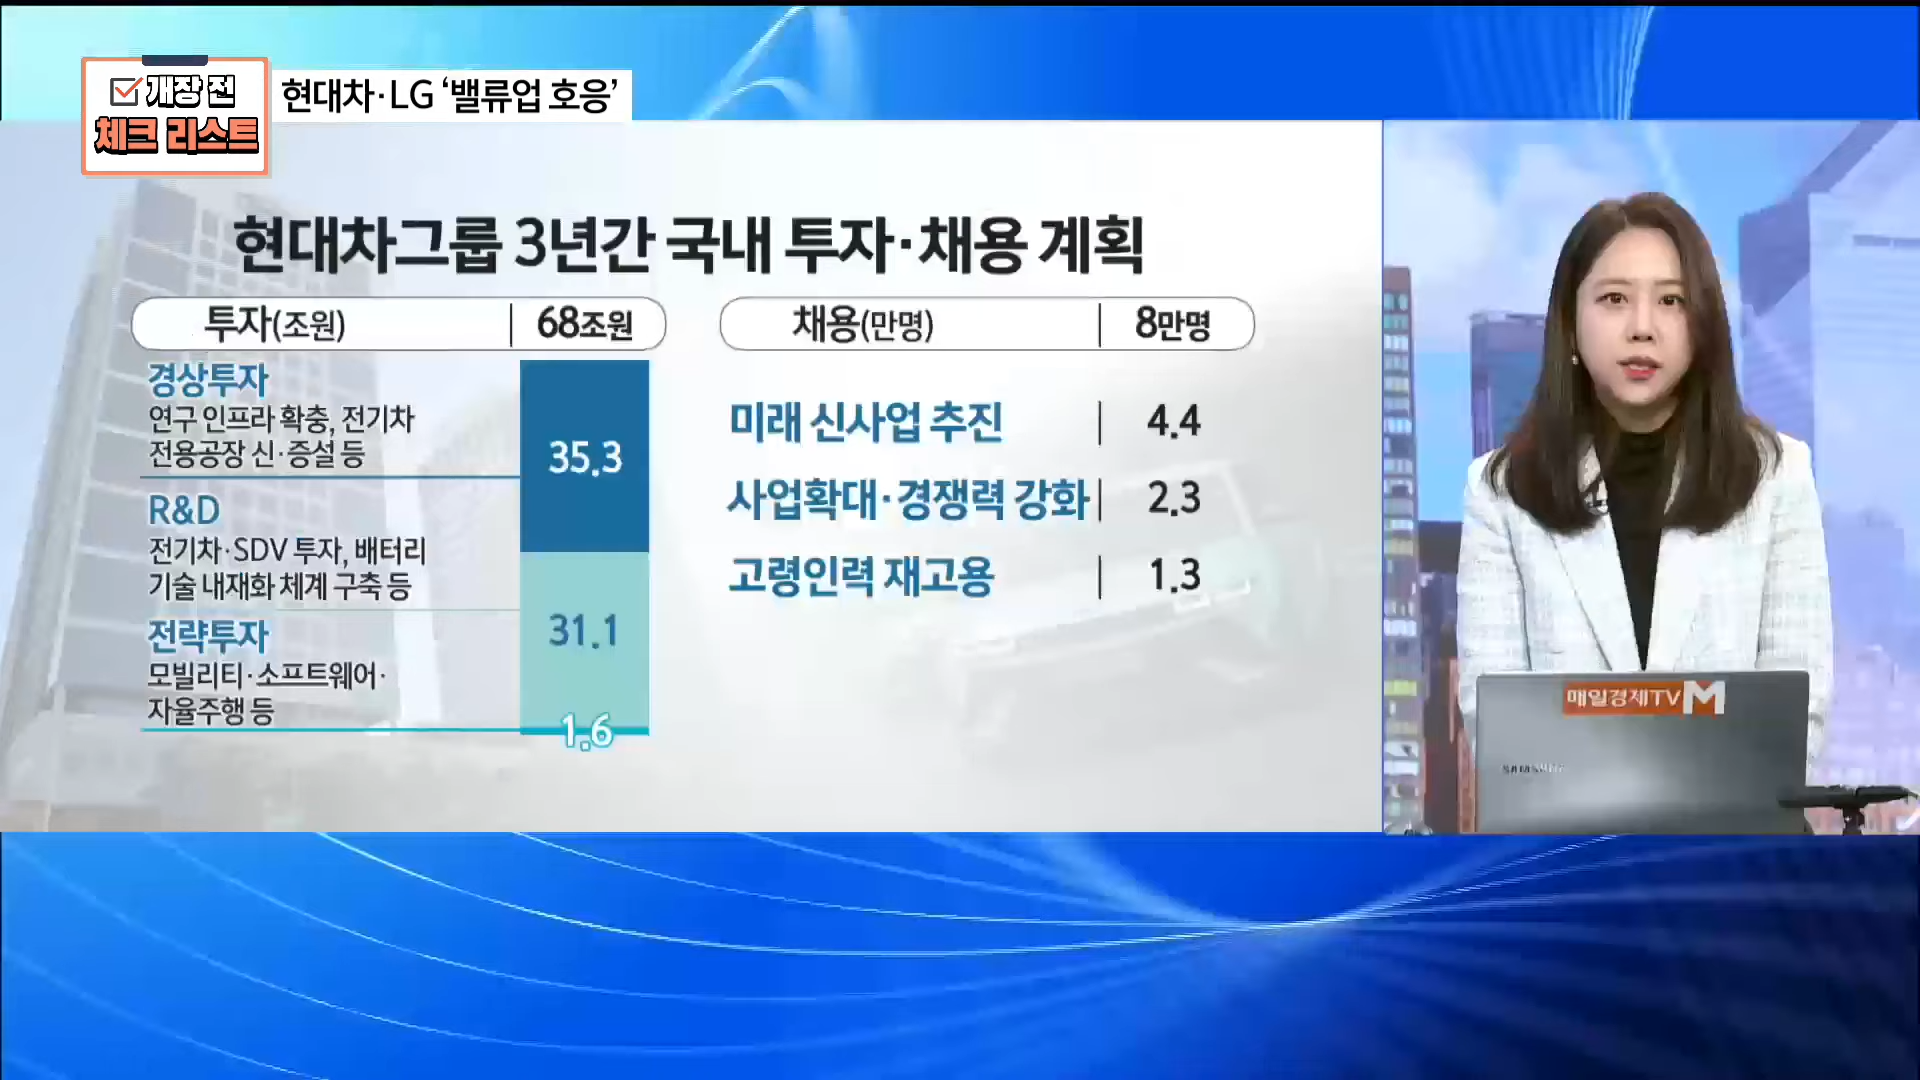 개장 전
체크 리스트
현대차·LG ‘밸류업 호응’
현대차그룹 3년간 국내 투자·채용 계획
투자(조원) 68조원
경상투자
연구 인프라 확충, 전기차
전용공장 신·증설 등
35.3
R&D
전기차·SDV 투자, 배터리
기술 내재화 체계 구축 등
31.1
전략투자
모빌리티·소프트웨어·
자율주행 등
1.6
채용(만명) 8만명
미래 신사업 추진 4.4
사업확대·경쟁력 강화 2.3
고령인력 재고용 1.3
매일경제TV M